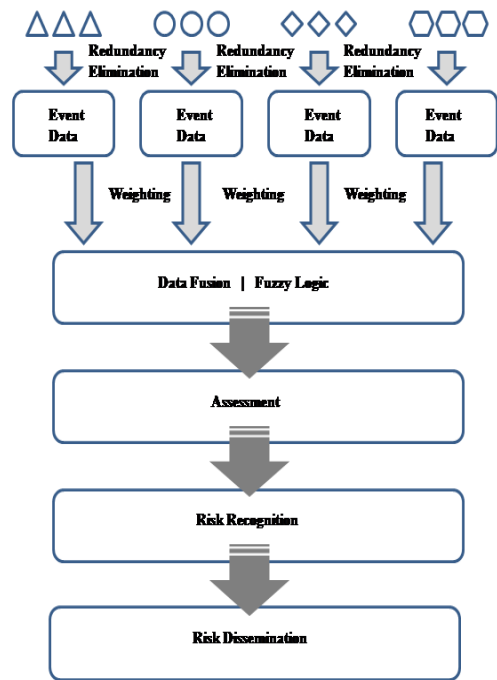 Redundancy Redundancy Redundancy
Elimination Elimination Elimination
Event Event Event Event
Data Data Data Data
Weighting Weighting Weighting
Data Fusion | Fuzzy Logic
Assessment
Risk Recognition
Risk Dissemination